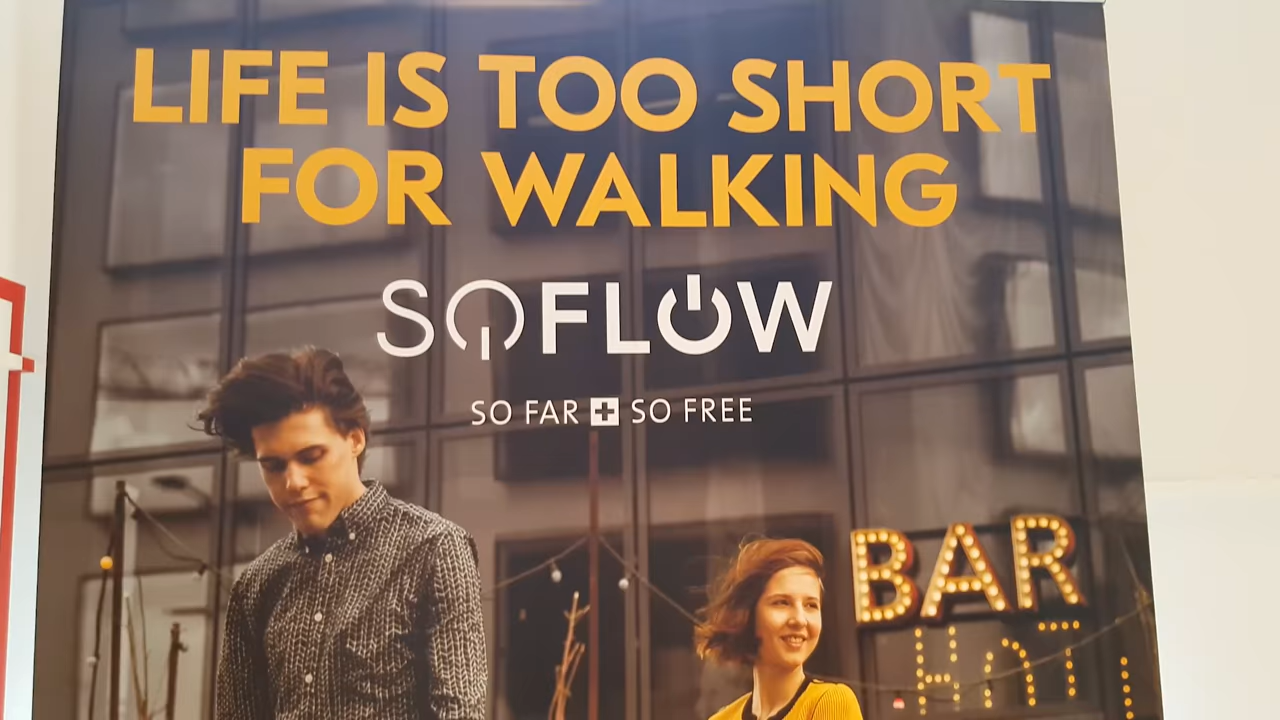 LIFE IS TOO SHORT
FOR WALKING
SOFLOW
SO FAR + SO FREE
BAR